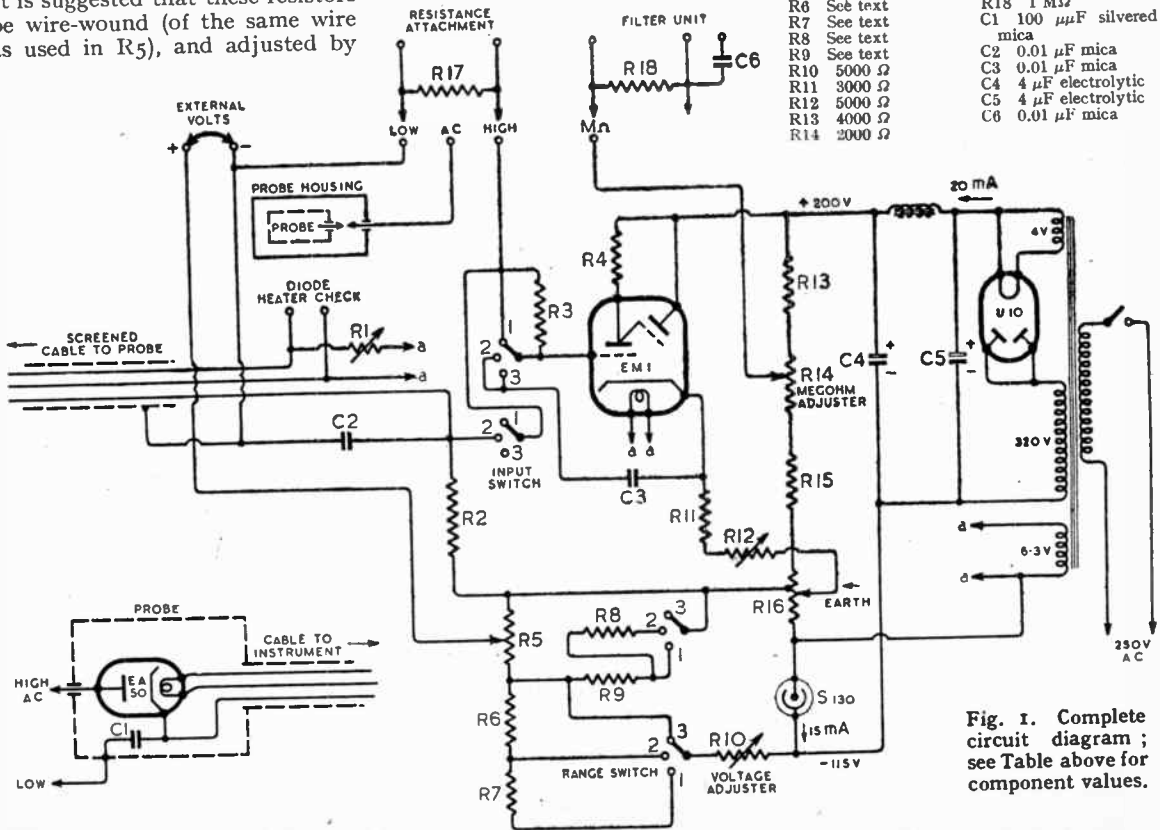 it is suggested that these resistors
be wire-wound (of the same wire
as used in R5), and adjusted by
R6 See text
R7 See text
R8 See text
R9 See text
R10 5000 Ω
R11 3000 Ω
R12 5000 Ω
R13 4000 Ω
R14 2000 Ω
R18 1 MΩ
C1 100 μμF silvered
mica
C2 0.01 μF mica
C3 0.01 μF mica
C4 4 μF electrolytic
C5 4 μF electrolytic
C6 0.01 μF mica
RESISTANCE
ATTACHMENT
R17
LOW AC HIGH
FILTER UNIT
R18
C6
MΩ
EXTERNAL
VOLTS
+ -
PROBE HOUSING
PROBE
DIODE
HEATER CHECK
SCREENED
CABLE TO PROBE
R1
a
a
C2
R2
1
2
3
1
2
3
INPUT
SWITCH
R3
R4
EM1
a a
C3
R11
R12
+200V
R13
R14
MEGOHM
ADJUSTER
R15
R16
EARTH
C4
+
-
C5
+
-
20 mA
U10
4V
320V
a
6.3V
a
250V
AC
R5
R6
R7
R8
R9
3
2
1
3
2
1
RANGE SWITCH
R10
VOLTAGE
ADJUSTER
S130
15mA
-115V
PROBE
CABLE TO
INSTRUMENT
HIGH
AC
EA
50
C1
LOW
Fig. 1. Complete
circuit diagram ;
see Table above for
component values.